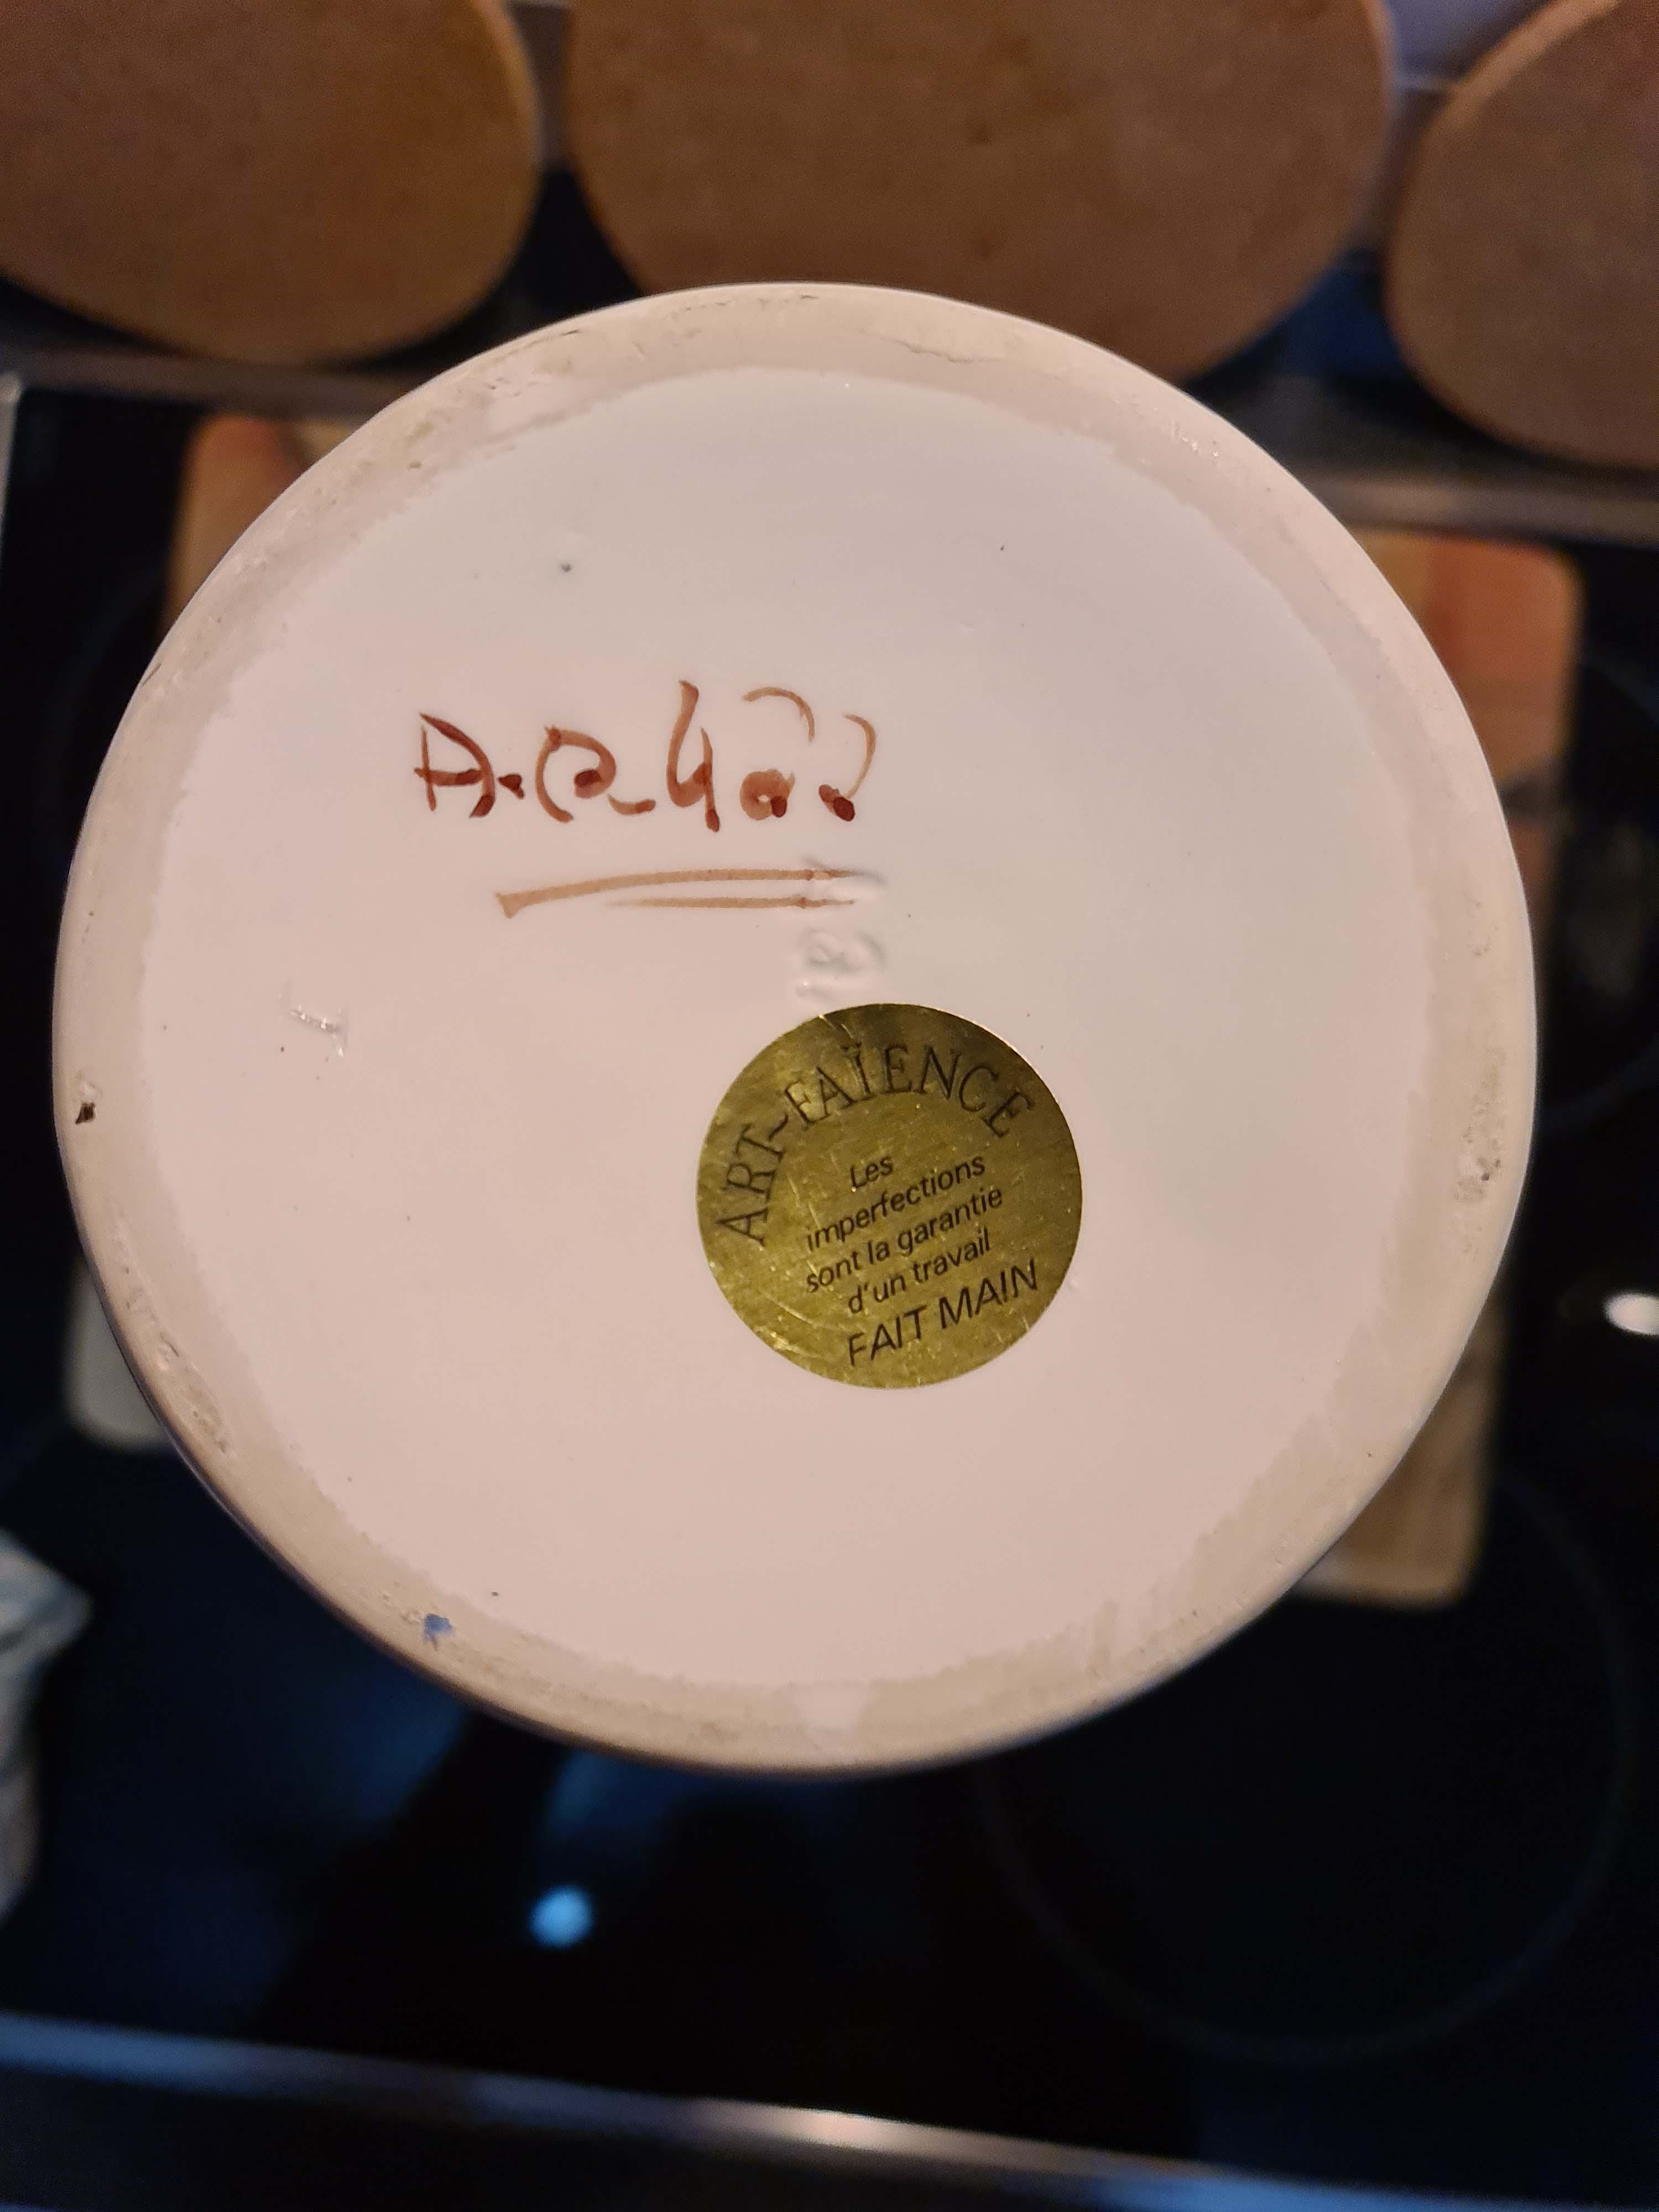 ART~FAÏENCE
Les
imperfections
sont la garantie
d'un travail
FAIT MAIN